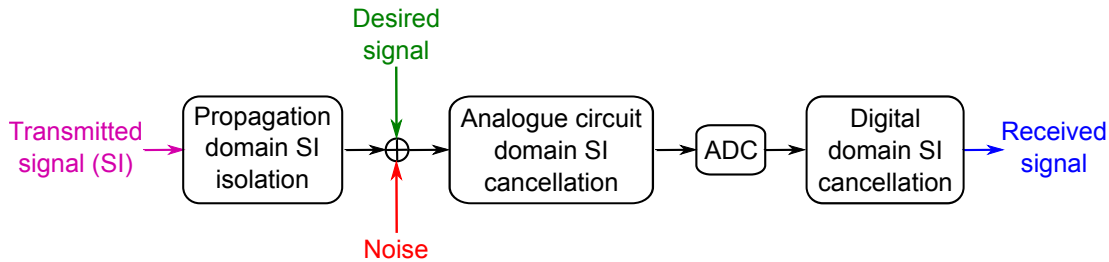 Desired
signal
Transmitted
signal (SI)
Propagation
domain SI
isolation
Analogue circuit
domain SI
cancellation
ADC
Digital
domain SI
cancellation
Received
signal
Noise